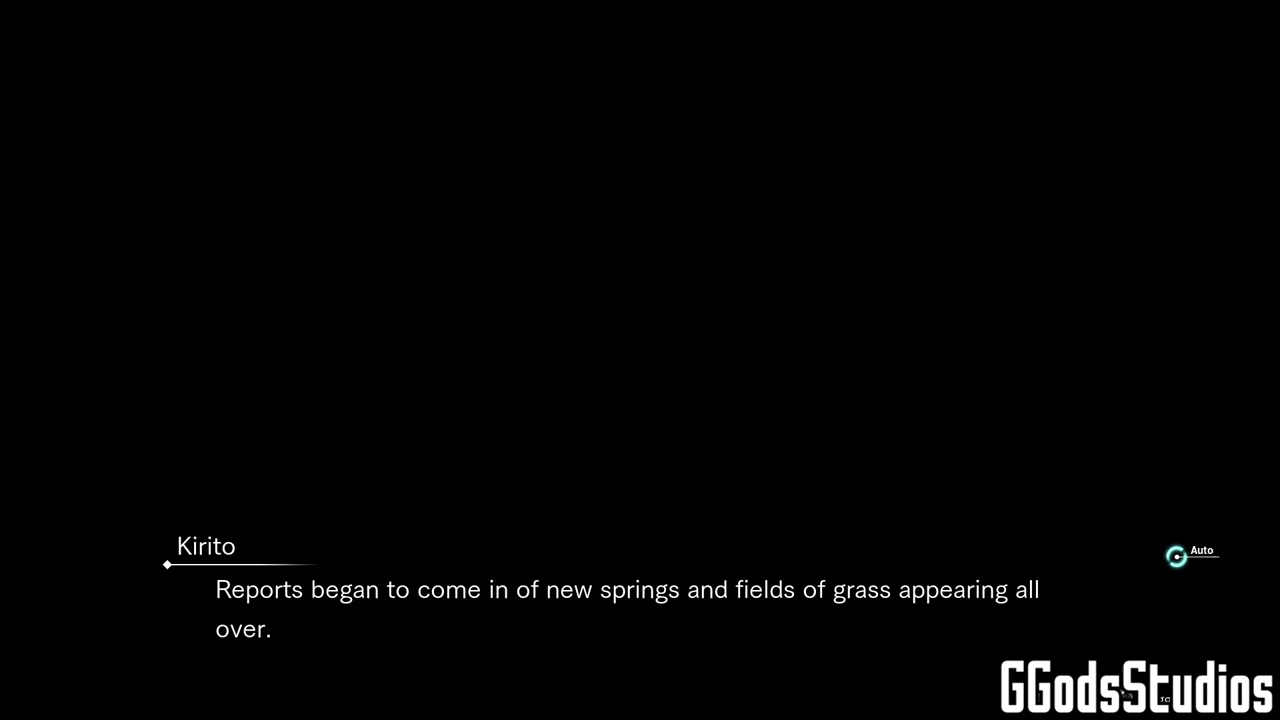 Kirito
Auto
Reports began to come in of new springs and fields of grass appearing all
over.
GGodsStudios